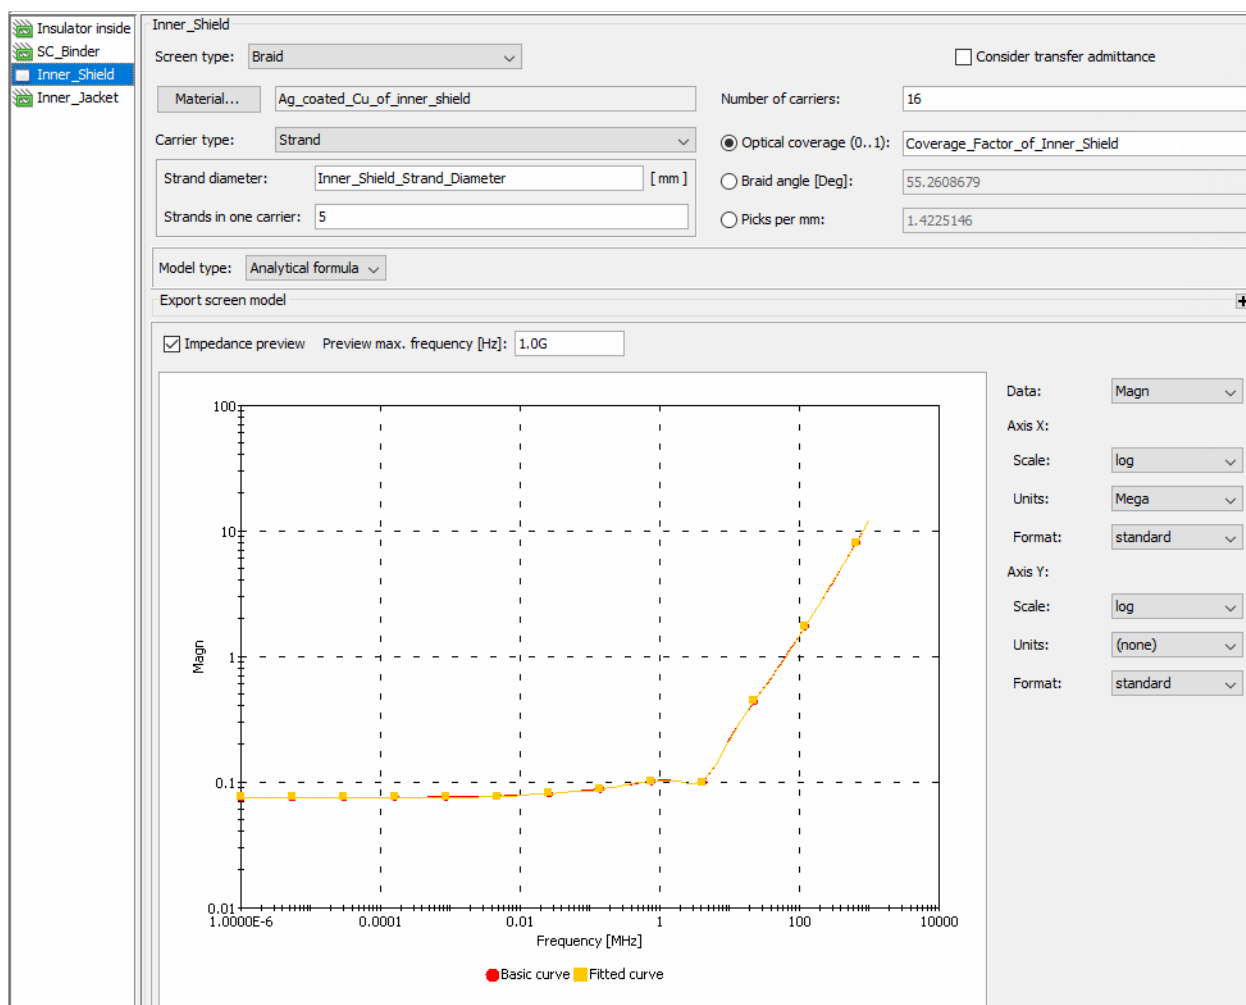 Insulator inside
SC_Binder
Inner_Shield
Inner_Jacket
Inner_Shield
Screen type: Braid
Consider transfer admittance
Material... Ag_coated_Cu_of_inner_shield
Number of carriers: 16
Carrier type: Strand
Optical coverage (0..1): Coverage_Factor_of_Inner_Shield
Strand diameter: Inner_Shield_Strand_Diameter [mm]
Braid angle [Deg]: 55.2608679
Strands in one carrier: 5
Picks per mm: 1.4225146
Model type: Analytical formula
Export screen model
Impedance preview Preview max. frequency [Hz]: 1.0G
Data: Magn
Axis X:
Scale: log
Units: Mega
Format: standard
Axis Y:
Scale: log
Units: (none)
Format: standard
100
10
1
0.1
0.01
Magn
1.0000E-6 0.0001 0.01 1 100 10000
Frequency [MHz]
Basic curve Fitted curve